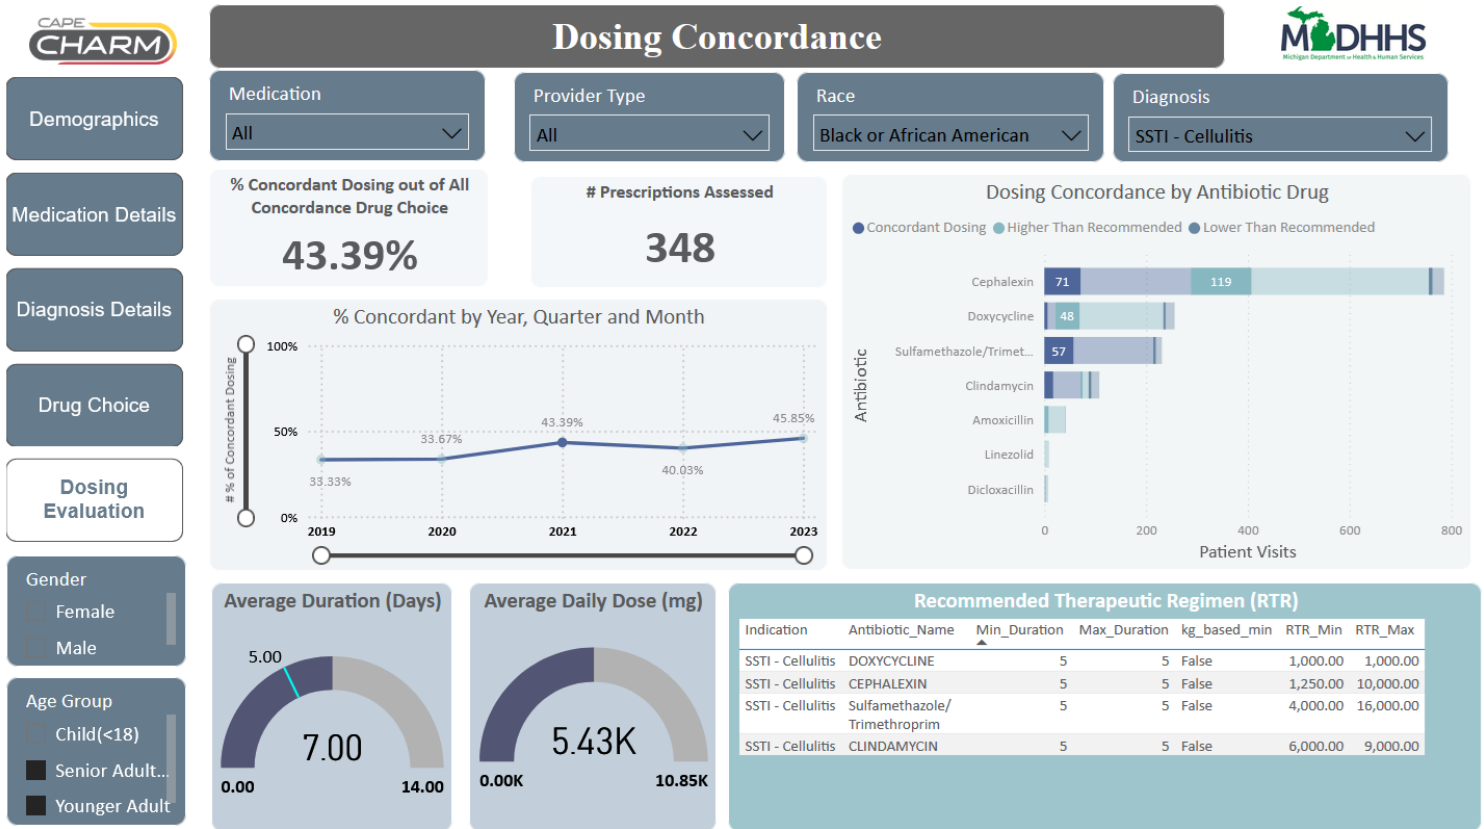 CAPE
CHARM
Dosing Concordance
MDHHS
Michigan Department of Health & Human Services
Demographics
Medication Details
Diagnosis Details
Drug Choice
Dosing
Evaluation
Gender
Female
Male
Age Group
Child(<18)
Senior Adult...
Younger Adult
Medication
All
Provider Type
All
Race
Black or African American
Diagnosis
SSTI - Cellulitis
% Concordant Dosing out of All
Concordance Drug Choice
43.39%
# Prescriptions Assessed
348
% Concordant by Year, Quarter and Month
# % of Concordant Dosing
100%
50%
0%
33.33%
33.67%
43.39%
40.03%
45.85%
2019 2020 2021 2022 2023
Dosing Concordance by Antibiotic Drug
Concordant Dosing Higher Than Recommended Lower Than Recommended
Antibiotic
Cephalexin 71 119
Doxycycline 48
Sulfamethazole/Trimet... 57
Clindamycin
Amoxicillin
Linezolid
Dicloxacillin
0 200 400 600 800
Patient Visits
Average Duration (Days)
5.00
7.00
0.00 14.00
Average Daily Dose (mg)
5.43K
0.00K 10.85K
Recommended Therapeutic Regimen (RTR)
Indication Antibiotic_Name Min_Duration Max_Duration kg_based_min RTR_Min RTR_Max
SSTI - Cellulitis DOXYCYCLINE 5 5 False 1,000.00 1,000.00
SSTI - Cellulitis CEPHALEXIN 5 5 False 1,250.00 10,000.00
SSTI - Cellulitis Sulfamethazole/ 5 5 False 4,000.00 16,000.00
Trimethroprim
SSTI - Cellulitis CLINDAMYCIN 5 5 False 6,000.00 9,000.00